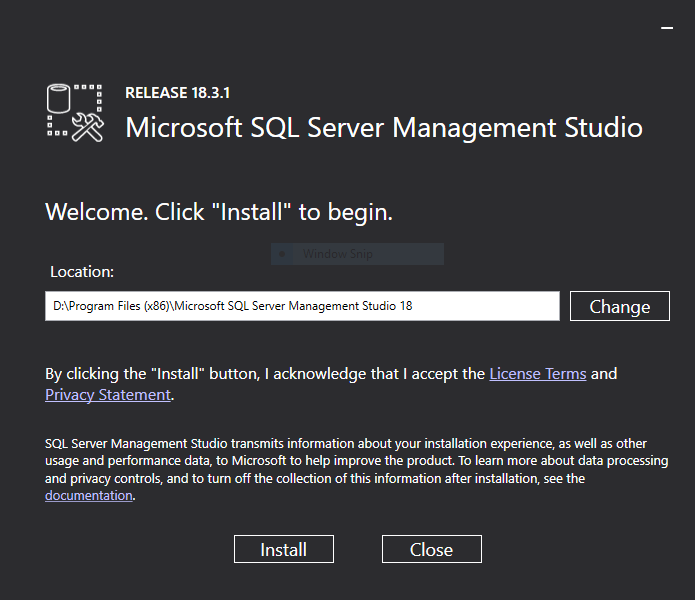 RELEASE 18.3.1
Microsoft SQL Server Management Studio
Welcome. Click "Install" to begin.
Window Snip
Location:
D:\Program Files (x86)\Microsoft SQL Server Management Studio 18
Change
By clicking the "Install" button, I acknowledge that I accept the License Terms and
Privacy Statement.
SQL Server Management Studio transmits information about your installation experience, as well as other
usage and performance data, to Microsoft to help improve the product. To learn more about data processing
and privacy controls, and to turn off the collection of this information after installation, see the
documentation.
Install
Close